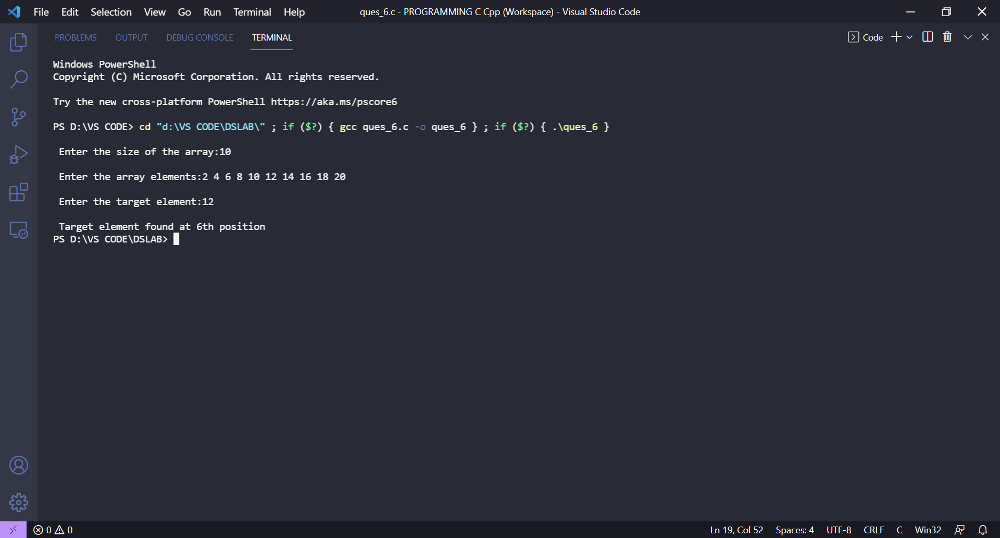 File Edit Selection View Go Run Terminal Help ques_6.c - PROGRAMMING C Cpp (Workspace) - Visual Studio Code
PROBLEMS OUTPUT DEBUG CONSOLE TERMINAL Code
Windows PowerShell
Copyright (C) Microsoft Corporation. All rights reserved.
Try the new cross-platform PowerShell https://aka.ms/pscore6
PS D:\VS CODE> cd "d:\VS CODE\DSLAB\" ; if ($?) { gcc ques_6.c -o ques_6 } ; if ($?) { .\ques_6 }
Enter the size of the array:10
Enter the array elements:2 4 6 8 10 12 14 16 18 20
Enter the target element:12
Target element found at 6th position
PS D:\VS CODE\DSLAB>
0 0 Ln 19, Col 52 Spaces: 4 UTF-8 CRLF C Win32